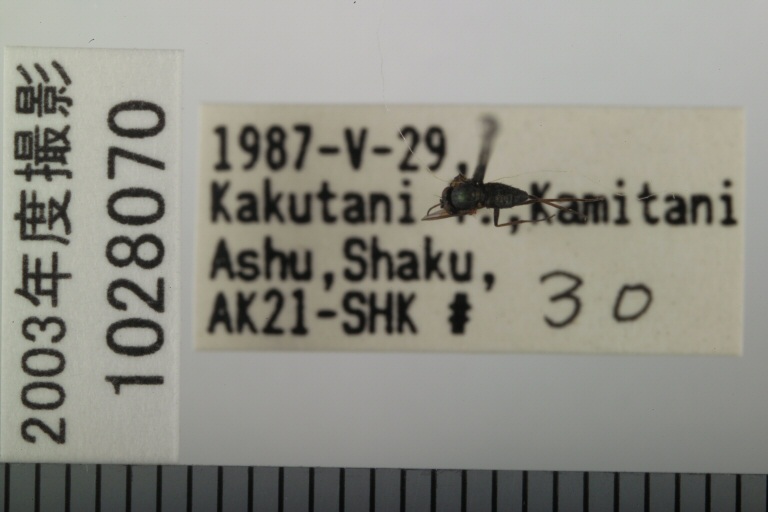 2003年度撮影
1028070
1987-V-29,
Kakutani .,Kamitani
Ashu,Shaku,
AK21-SHK # 30